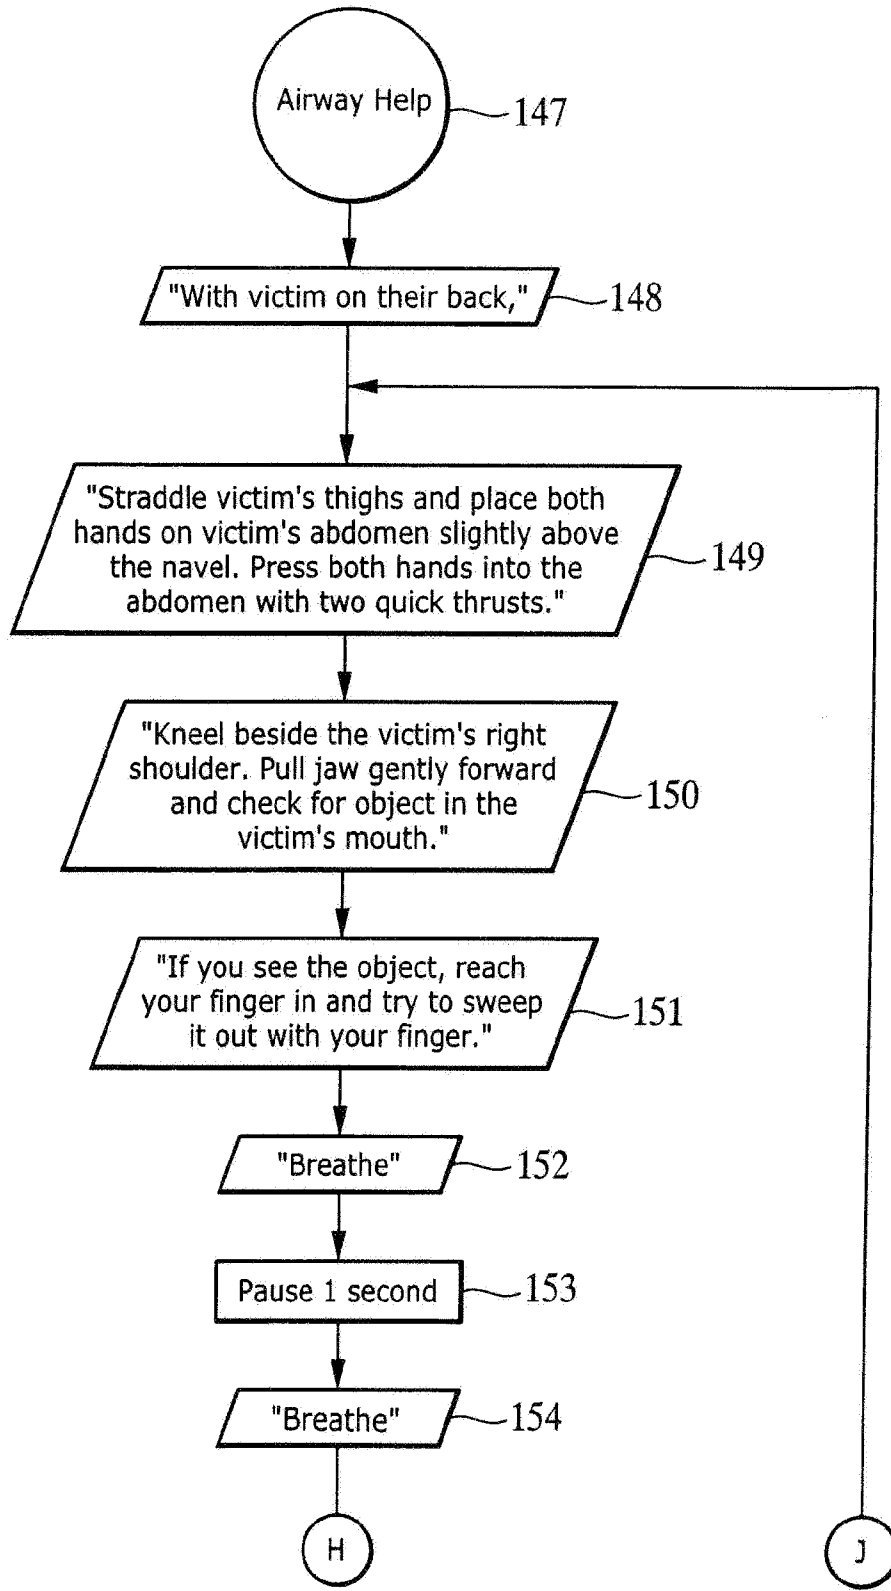 Airway Help
147
"With victim on their back,"
148
"Straddle victim's thighs and place both
hands on victim's abdomen slightly above
the navel. Press both hands into the
abdomen with two quick thrusts."
149
"Kneel beside the victim's right
shoulder. Pull jaw gently forward
and check for object in the
victim's mouth."
150
"If you see the object, reach
your finger in and try to sweep
it out with your finger."
151
"Breathe"
152
Pause 1 second
153
"Breathe"
154
H
J